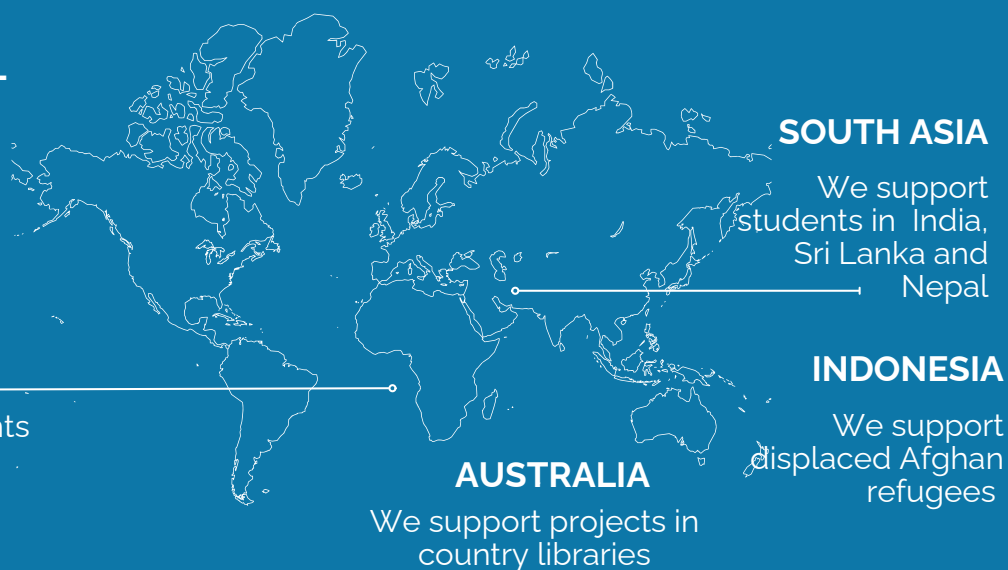 SOUTH ASIA
We support
students in  India,
Sri Lanka and
Nepal
INDONESIA
We support
displaced Afghan
refugees
AUSTRALIA
We support projects in
country libraries